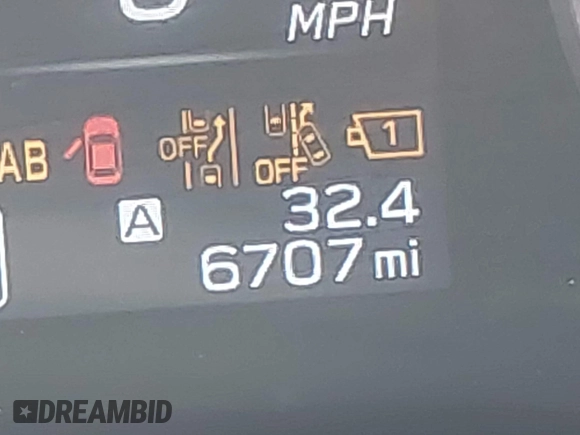 MPH
AB
OFF
OFF
1
A
32.4
6707 mi
DREAMBID